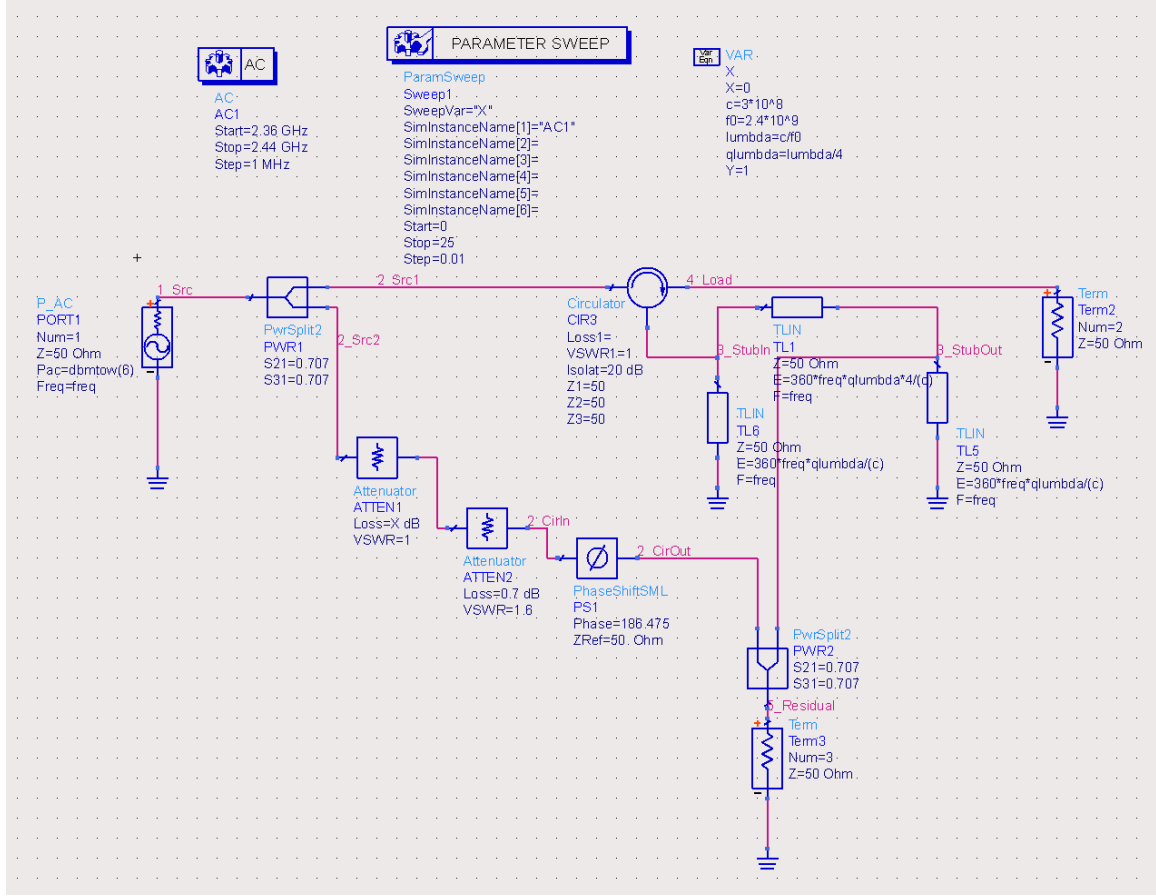 AC
AC
AC1
Start=2.36 GHz
Stop=2.44 GHz
Step=1 MHz
PARAMETER SWEEP
ParamSweep
Sweep1
SweepVar="X"
SimInstanceName[1]="AC1"
SimInstanceName[2]=
SimInstanceName[3]=
SimInstanceName[4]=
SimInstanceName[5]=
SimInstanceName[6]=
Start=0
Stop=25
Step=0.01
Var
Eqn
VAR
X
X=0
c=3*10^8
f0=2.4*10^9
lumbda=c/f0
qlumbda=lumbda/4
Y=1
1_Src
P_AC
PORT1
Num=1
Z=50 Ohm
Pac=dbmtow(6)
Freq=freq
PwrSplit2
PWR1
S21=0.707
S31=0.707
2_Src1
2_Src2
Circulator
CIR3
Loss1=
VSWR1=1
Isolat=20 dB
Z1=50
Z2=50
Z3=50
4_Load
Term
Term2
Num=2
Z=50 Ohm
3_StubIn
TLIN
TL1
Z=50 Ohm
E=360*freq*qlumbda*4/(c)
F=freq
3_StubOut
TLIN
TL6
Z=50 Ohm
E=360*freq*qlumbda/(c)
F=freq
TLIN
TL5
Z=50 Ohm
E=360*freq*qlumbda/(c)
F=freq
Attenuator
ATTEN1
Loss=X dB
VSWR=1
2_CirIn
Attenuator
ATTEN2
Loss=0.7 dB
VSWR=1.6
2_CirOut
PhaseShiftSML
PS1
Phase=186.475
ZRef=50. Ohm
PwrSplit2
PWR2
S21=0.707
S31=0.707
5_Residual
Term
Term3
Num=3
Z=50 Ohm